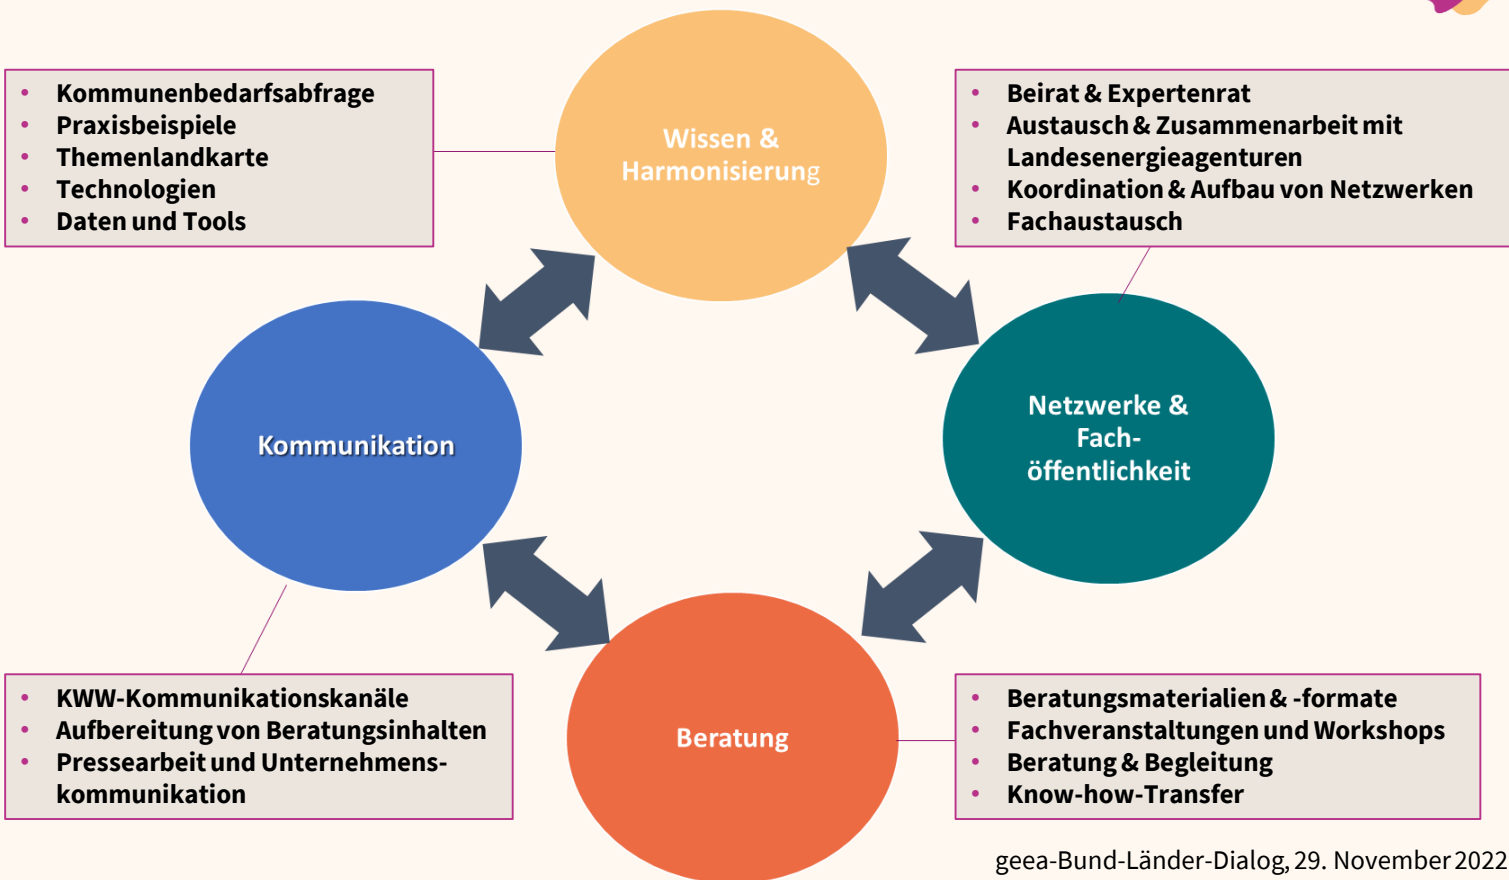 • Kommunenbedarfsabfrage
• Praxisbeispiele
• Themenlandkarte
• Technologien
• Daten und Tools
Wissen &
Harmonisierung
• Beirat & Expertenrat
• Austausch & Zusammenarbeit mit
Landesenergieagenturen
• Koordination & Aufbau von Netzwerken
• Fachaustausch
Kommunikation
Netzwerke &
Fach-
öffentlichkeit
• KWW-Kommunikationskanäle
• Aufbereitung von Beratungsinhalten
• Pressearbeit und Unternehmens-
kommunikation
Beratung
• Beratungsmaterialien & -formate
• Fachveranstaltungen und Workshops
• Beratung & Begleitung
• Know-how-Transfer
geea-Bund-Länder-Dialog, 29. November 2022